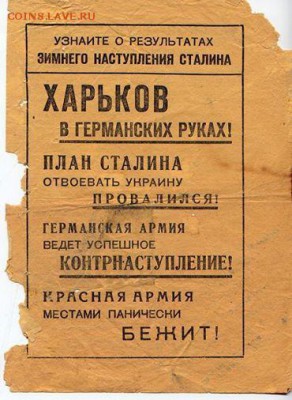 COINS.LAVE.RU
УЗНАИТЕ О РЕЗУЛЬТАТАХ
ЗИМНЕГО НАСТУПЛЕНИЯ СТАЛИНА
ХАРЬКОВ
В ГЕРМАНСКИХ РУКАХ!
ПЛАН СТАЛИНА
ОТВОЕВАТЬ УКРАИНУ
ПРОВАЛИЛСЯ!
ГЕРМАНСКАЯ АРМИЯ
ВЕДЕТ УСПЕШНОЕ
КОНТРНАСТУПЛЕНИЕ!
КРАСНАЯ АРМИЯ
МЕСТАМИ ПАНИЧЕСКИ
БЕЖИТ!